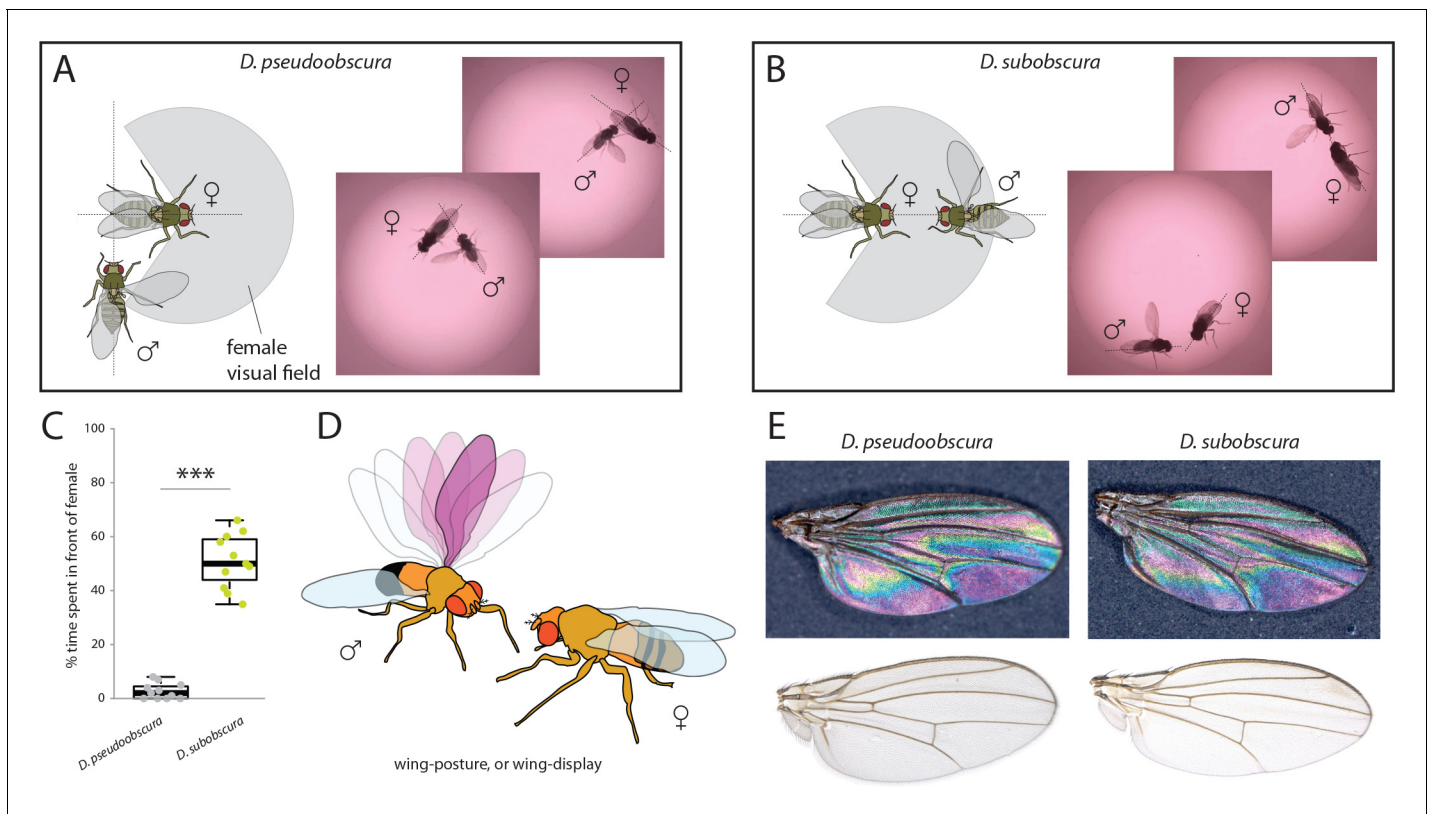 A
D. pseudoobscura
♀
♂
♀
♂
♀
♂
female
visual field
B
D. subobscura
♂
♀
♀
♂
♂
♀
C
100
80
60
40
20
0
% time spent in front of female
***
D. pseudoobscura
D. subobscura
D
♂
♀
wing-posture, or wing-display
E
D. pseudoobscura
D. subobscura